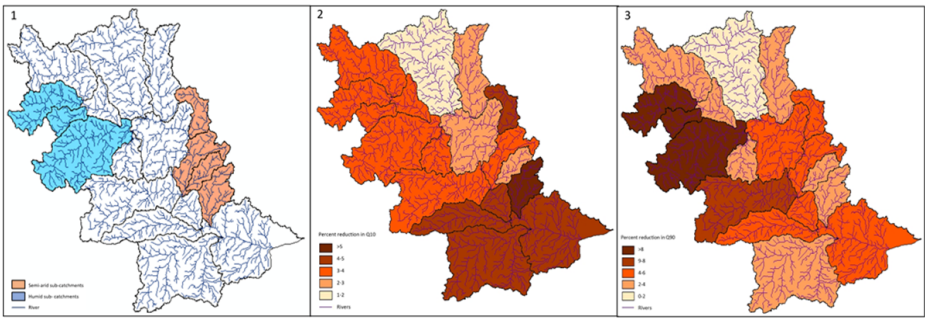 1
Semi-arid sub-catchments
Humid sub- catchments
River
2
Percent reduction in Q10
>5
4-5
3-4
2-3
1-2
Rivers
3
Percent reduction in Q90
>8
9-8
4-6
2-4
0-2
Rivers